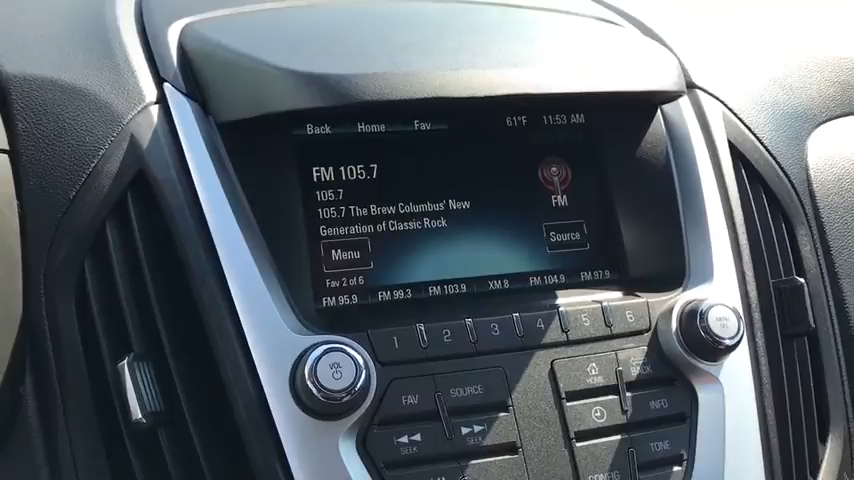 Back Home Fav 61°F 11:53 AM
FM 105.7
105.7
105.7 The Brew Columbus' New
Generation of Classic Rock
FM
Menu Source
Fav 2 of 6
FM 95.9 FM 99.3 FM 103.9 XM 8 FM 104.9 FM 97.9
1 2 3 4 5 6
VOL
MENU
SEL
FAV SOURCE HOME BACK
SEEK SEEK INFO
CONFIG TONE